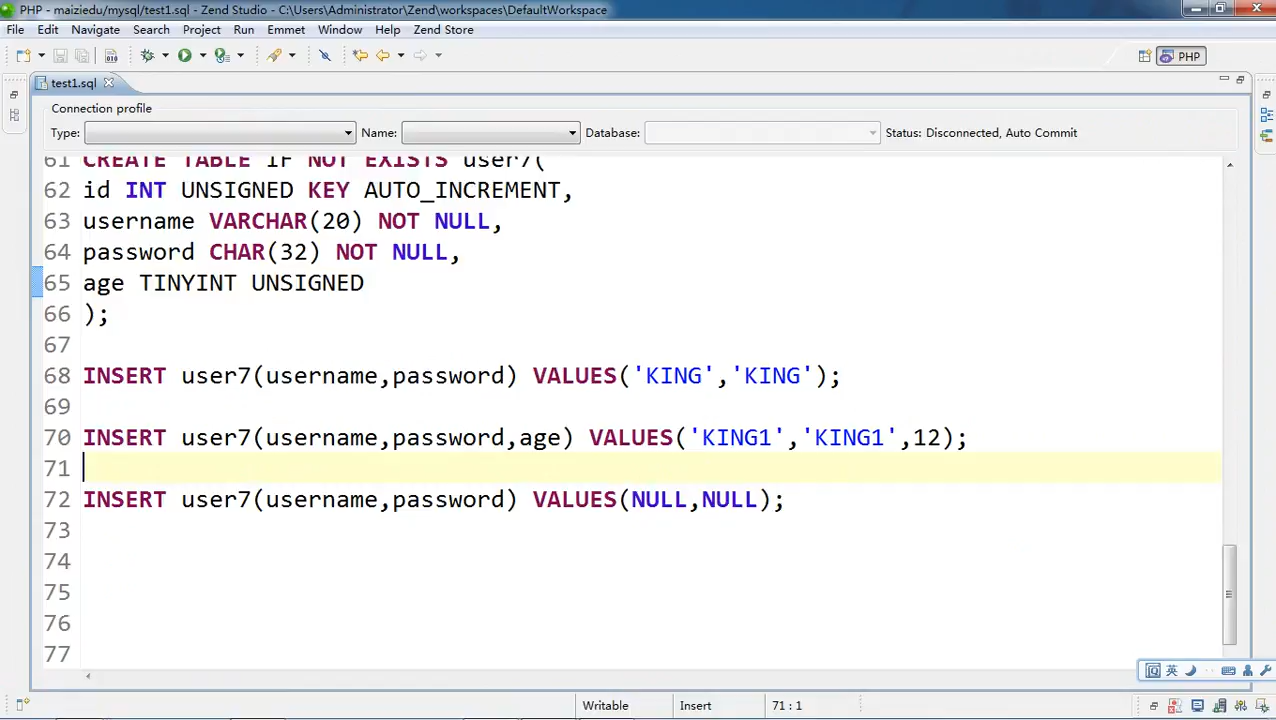 PHP - maiziedu/mysql/test1.sql - Zend Studio - C:\Users\Administrator\Zend\workspaces\DefaultWorkspace
File Edit Navigate Search Project Run Emmet Window Help Zend Store
PHP
test1.sql
Connection profile
Type: Name: Database: Status: Disconnected, Auto Commit
61 CREATE TABLE IF NOT EXISTS user7(
62 id INT UNSIGNED KEY AUTO_INCREMENT,
63 username VARCHAR(20) NOT NULL,
64 password CHAR(32) NOT NULL,
65 age TINYINT UNSIGNED
66 );
67
68 INSERT user7(username,password) VALUES('KING','KING');
69
70 INSERT user7(username,password,age) VALUES('KING1','KING1',12);
71
72 INSERT user7(username,password) VALUES(NULL,NULL);
73
74
75
76
77
英
Writable Insert 71 : 1